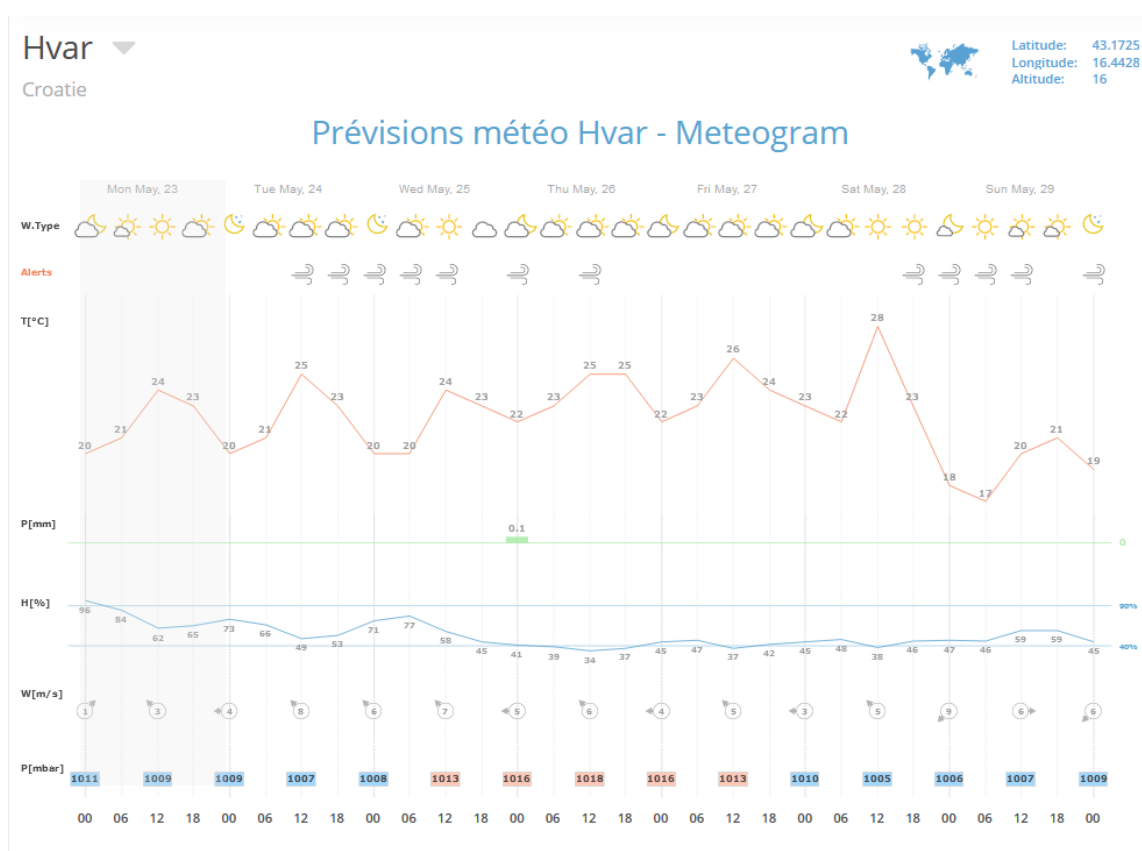 Hvar
Croatie
Latitude: 43.1725
Longitude: 16.4428
Altitude: 16
Prévisions météo Hvar - Meteogram
Mon May, 23 Tue May, 24 Wed May, 25 Thu May, 26 Fri May, 27 Sat May, 28 Sun May, 29
W.Type
Alerts
T[°C]
20 21 24 23 20 21 25 23 20 20 24 23 22 23 25 25 22 23 26 24 23 22 28 23 18 17 20 21 19
P[mm]
0.1
0
H[%]
90%
96 84 62 65 73 66 49 53 71 77 58 45 41 39 34 37 45 47 37 42 45 48 38 46 47 46 59 59 45
40%
W[m/s]
1 3 4 8 6 7 5 6 4 5 3 5 9 6 6
P[mbar]
1011 1009 1009 1007 1008 1013 1016 1018 1016 1013 1010 1005 1006 1007 1009
00 06 12 18 00 06 12 18 00 06 12 18 00 06 12 18 00 06 12 18 00 06 12 18 00 06 12 18 00